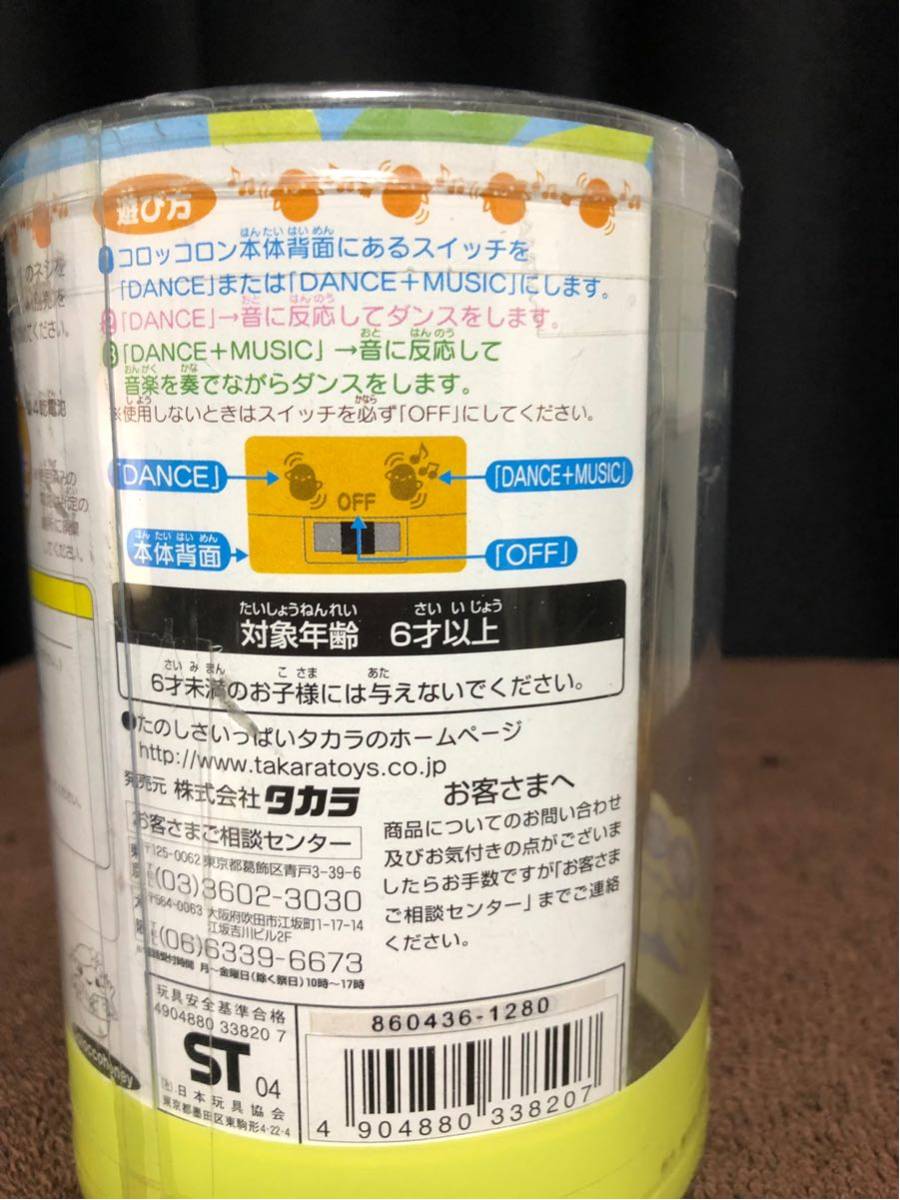 遊び方
1 コロッコロン本体背面にあるスイッチを
「DANCE」または「DANCE+MUSIC」にします。
2 「DANCE」→音に反応してダンスをします。
3 「DANCE+MUSIC」→音に反応して
音楽を奏でながらダンスをします。
※使用しないときはスイッチを必ず「OFF」にしてください。
「DANCE」
OFF
「DANCE+MUSIC」
本体背面
「OFF」
対象年齢 6才以上
6才未満のお子様には与えないでください。
●たのしさいっぱいタカラのホームページ
http://www.takaratoys.co.jp
発売元 株式会社タカラ
お客さまご相談センター
〒125-0062 東京都葛飾区青戸3-39-6
(03)3602-3030
〒564-0063 大阪府吹田市江坂町1-17-14
江坂吉川ビル2F
(06)6339-6673
月〜金曜日(除く祭日)10時〜17時
お客さまへ
商品についてのお問い合わせ
及びお気付きの点がございま
したらお手数ですが「お客さま
ご相談センター」までご連絡
ください。
玩具安全基準合格
4904880 33820 7
ST 04
(社)日本玩具協会
東京都墨田区東駒形4-22-4
860436-1280
4 904880 338207